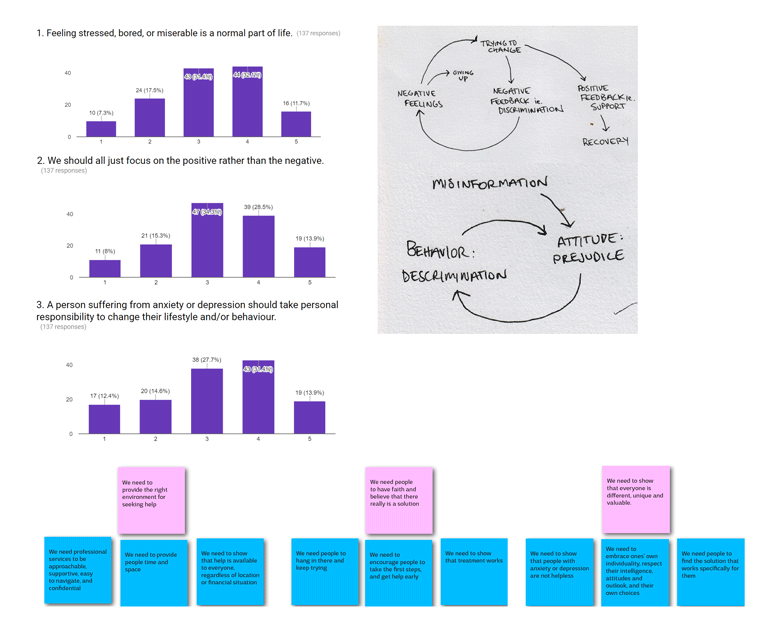 1. Feeling stressed, bored, or miserable is a normal part of life. (137 responses)
40
20
0
10 (7.3%)
24 (17.5%)
43 (31.4%)
44 (32.1%)
16 (11.7%)
1 2 3 4 5
2. We should all just focus on the positive rather than the negative.
(137 responses)
40
20
0
11 (8%)
21 (15.3%)
47 (34.3%)
39 (28.5%)
19 (13.9%)
1 2 3 4 5
3. A person suffering from anxiety or depression should take personal
responsibility to change their lifestyle and/or behaviour.
(137 responses)
40
20
0
17 (12.4%)
20 (14.6%)
38 (27.7%)
43 (31.4%)
19 (13.9%)
1 2 3 4 5
TRYING TO
CHANGE
GIVING
UP
NEGATIVE
FEELINGS
NEGATIVE
FEEDBACK ie.
DISCRIMINATION
POSITIVE
FEEDBACK ie.
SUPPORT
RECOVERY
MISINFORMATION
BEHAVIOR:
DESCRIMINATION
ATTITUDE:
PREJUDICE
We need to
provide the right
environment for
seeking help
We need professional
services to be
approachable,
supportive, easy
to navigate, and
confidential
We need to provide
people time and
space
We need to show
that help is available
to everyone,
regardless of location
or financial situation
We need people
to have faith and
believe that there
really is a solution
We need people to
hang in there and
keep trying
We need to
encourage people to
take the first steps,
and get help early
We need to show
that treatment works
We need to show
that everyone is
different, unique and
valuable.
We need to show
that people with
anxiety or depression
are not helpless
We need to
embrace ones' own
individuality, respect
their intelligence,
attitudes and
outlook, and their
own choices
We need people to
find the solution that
works specifically for
them